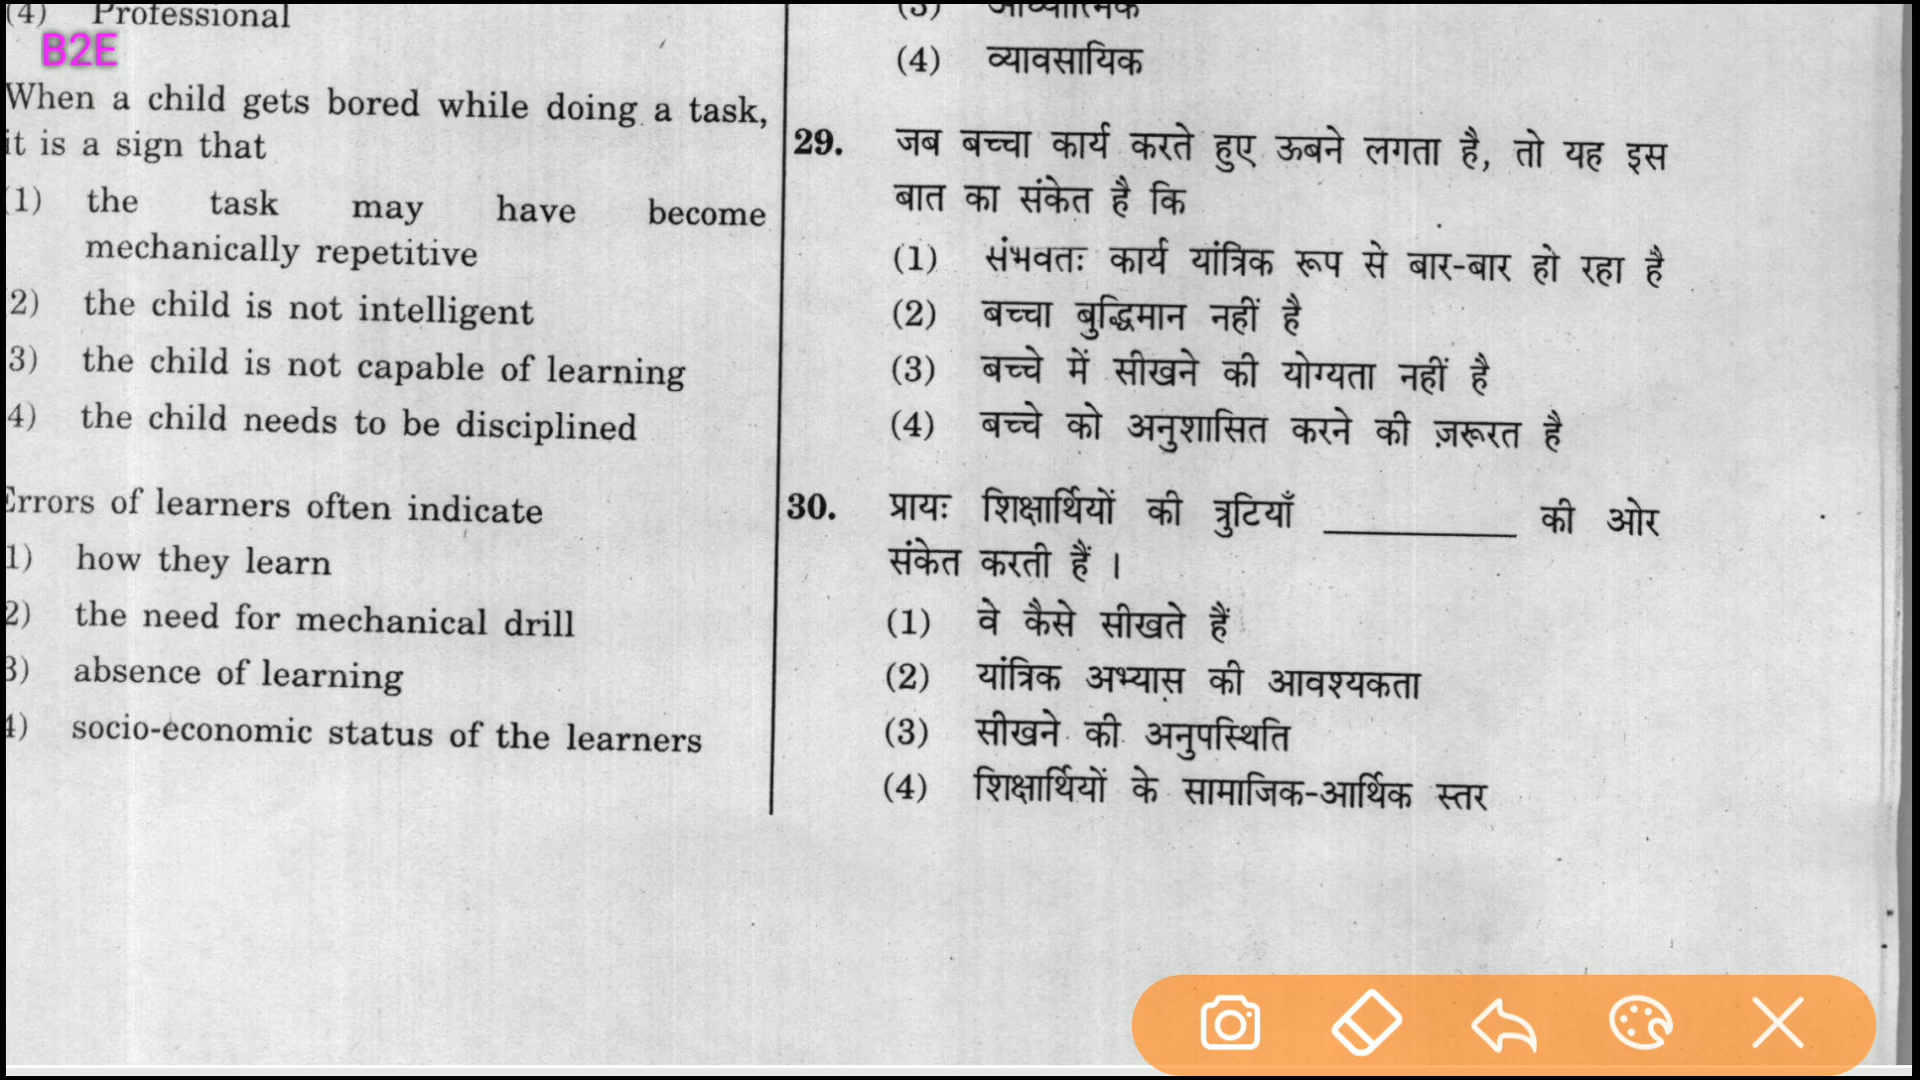 (4) Professional
B2E
When a child gets bored while doing a task,
it is a sign that
1) the task may have become
mechanically repetitive
2) the child is not intelligent
3) the child is not capable of learning
4) the child needs to be disciplined
Errors of learners often indicate
1) how they learn
2) the need for mechanical drill
3) absence of learning
4) socio-economic status of the learners
(3) आध्यात्मिक
(4) व्यावसायिक
29. जब बच्चा कार्य करते हुए ऊबने लगता है, तो यह इस
बात का संकेत है कि
(1) संभवतः कार्य यांत्रिक रूप से बार-बार हो रहा है
(2) बच्चा बुद्धिमान नहीं है
(3) बच्चे में सीखने की योग्यता नहीं है
(4) बच्चे को अनुशासित करने की ज़रूरत है
30. प्रायः शिक्षार्थियों की त्रुटियाँ __________ की ओर
संकेत करती हैं ।
(1) वे कैसे सीखते हैं
(2) यांत्रिक अभ्यास की आवश्यकता
(3) सीखने की अनुपस्थिति
(4) शिक्षार्थियों के सामाजिक-आर्थिक स्तर